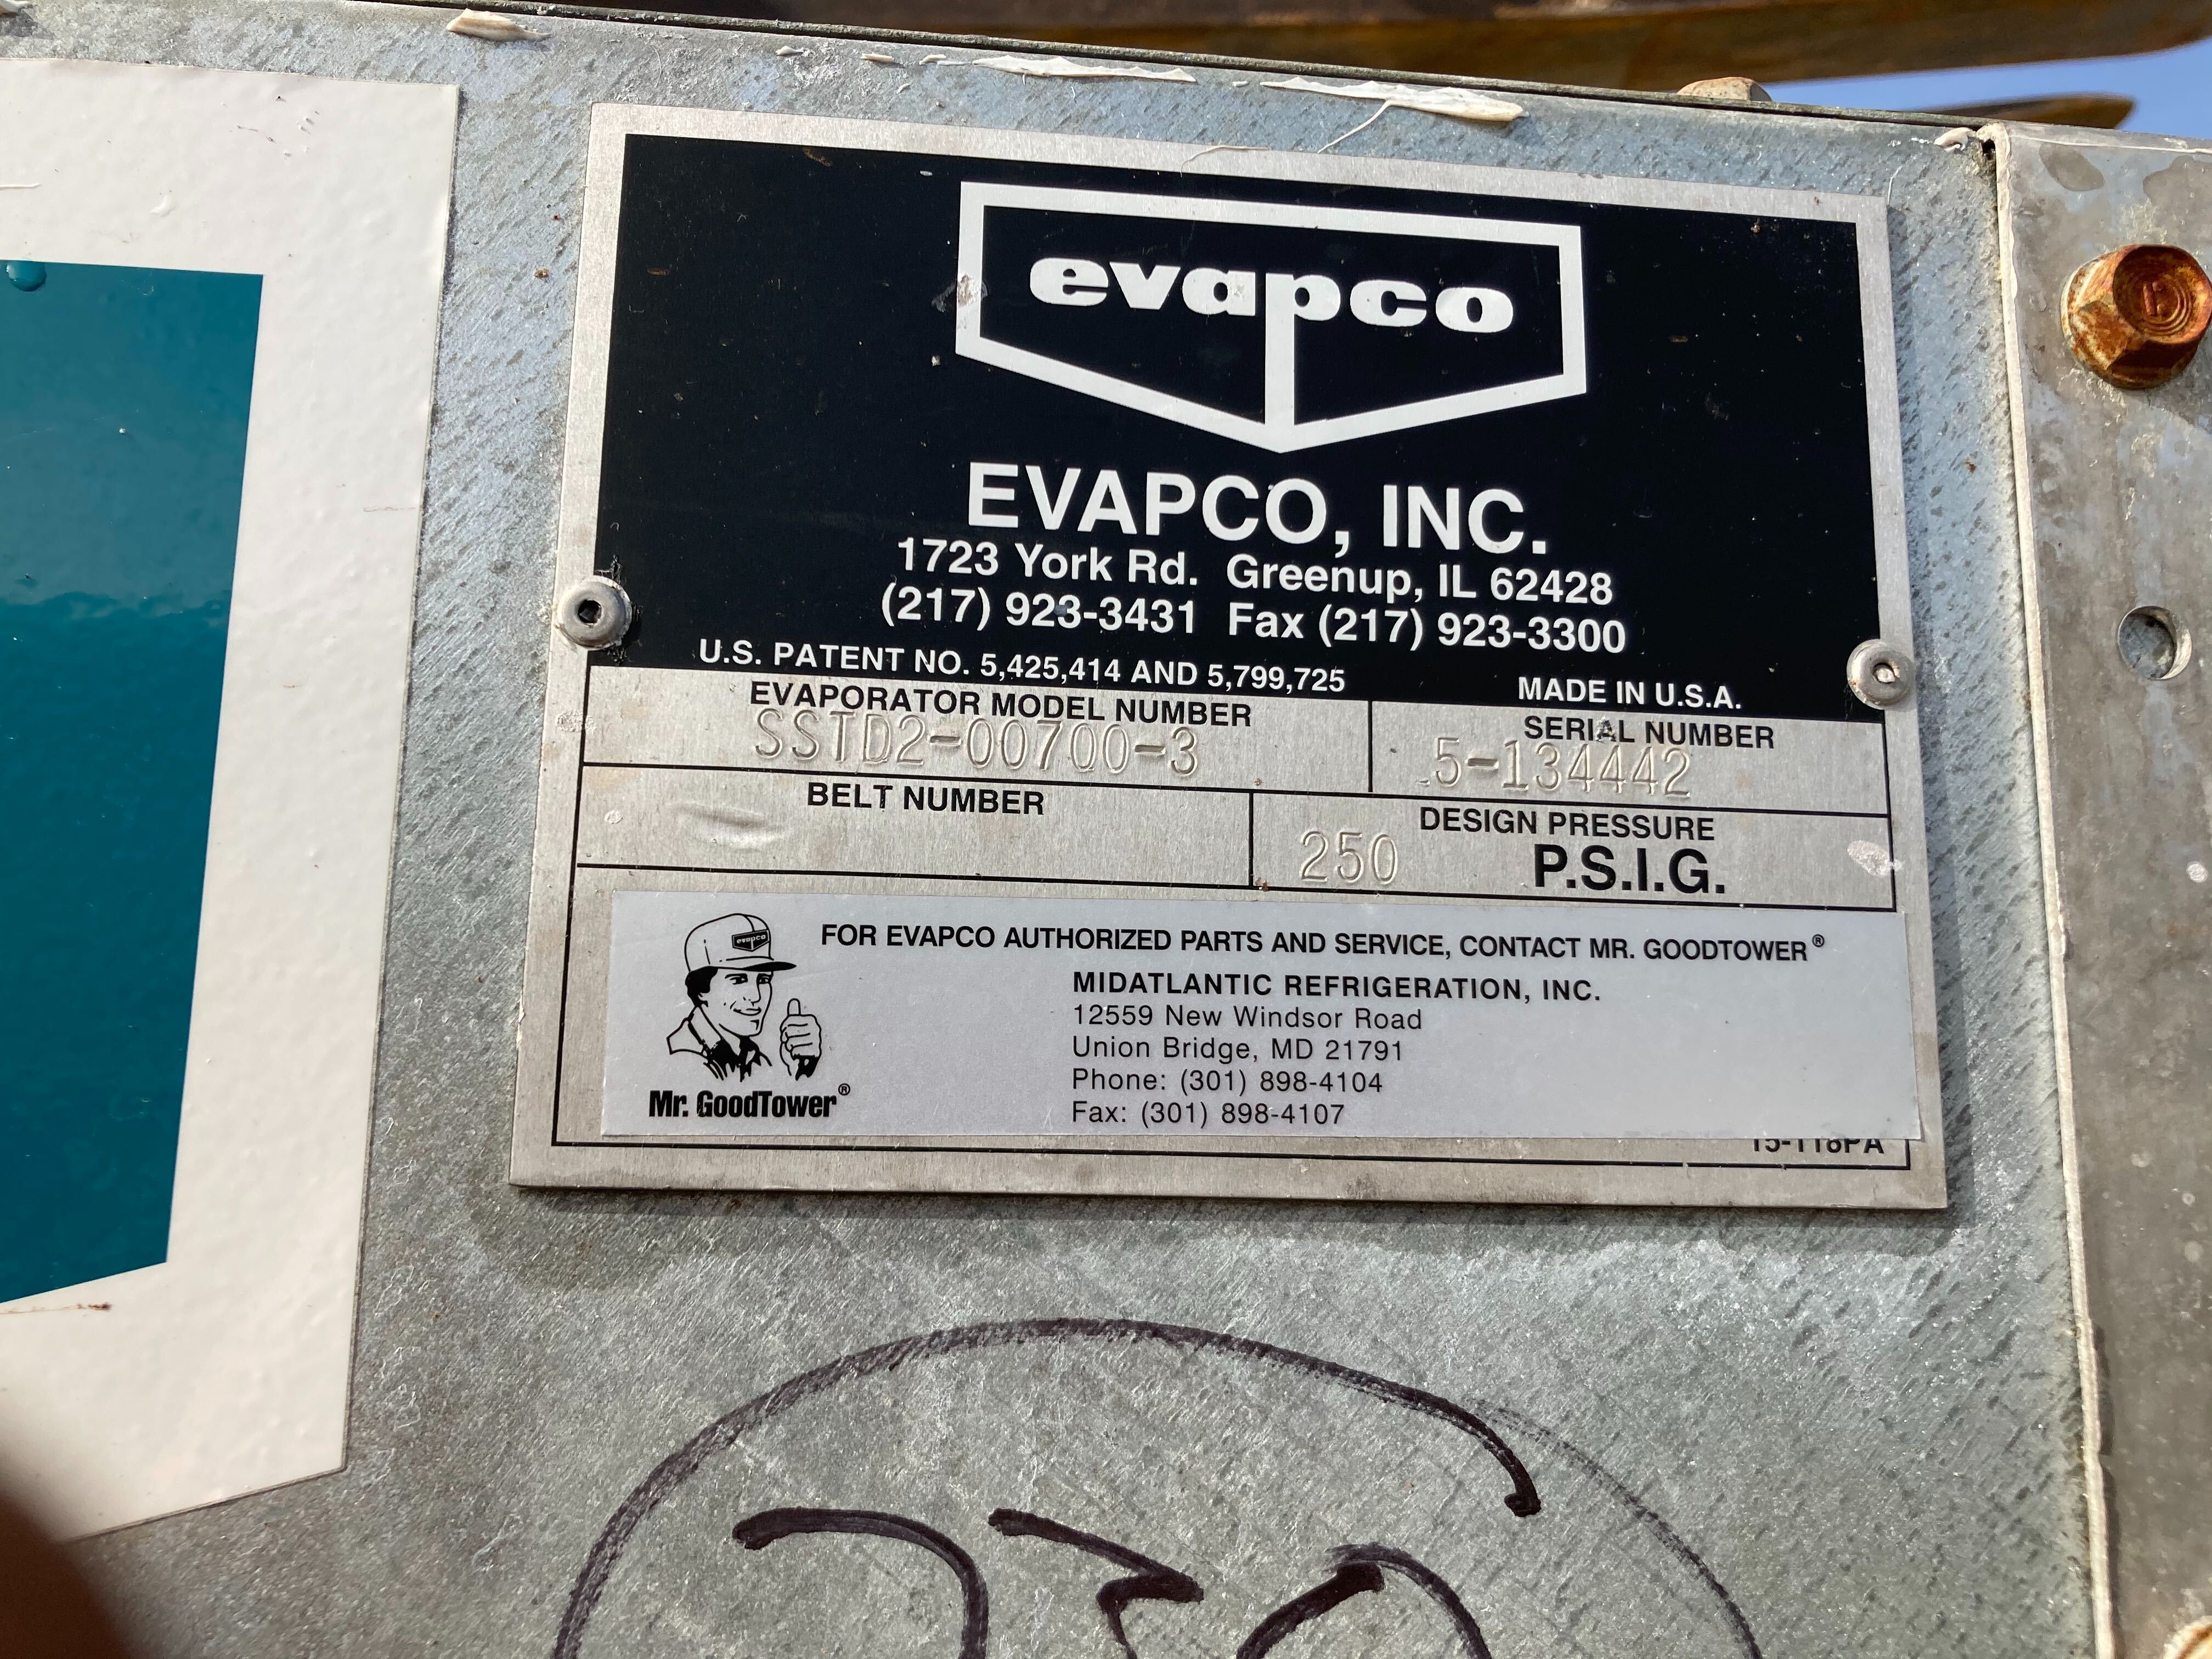 evapco
EVAPCO, INC.
1723 York Rd. Greenup, IL 62428
(217) 923-3431 Fax (217) 923-3300
U.S. PATENT NO. 5,425,414 AND 5,799,725
MADE IN U.S.A.
EVAPORATOR MODEL NUMBER
SSTD2-00700-3
SERIAL NUMBER
5-134442
BELT NUMBER
DESIGN PRESSURE
250 P.S.I.G.
evapco
FOR EVAPCO AUTHORIZED PARTS AND SERVICE, CONTACT MR. GOODTOWER®
MIDATLANTIC REFRIGERATION, INC.
12559 New Windsor Road
Union Bridge, MD 21791
Phone: (301) 898-4104
Fax: (301) 898-4107
Mr. GoodTower®
15-118PA